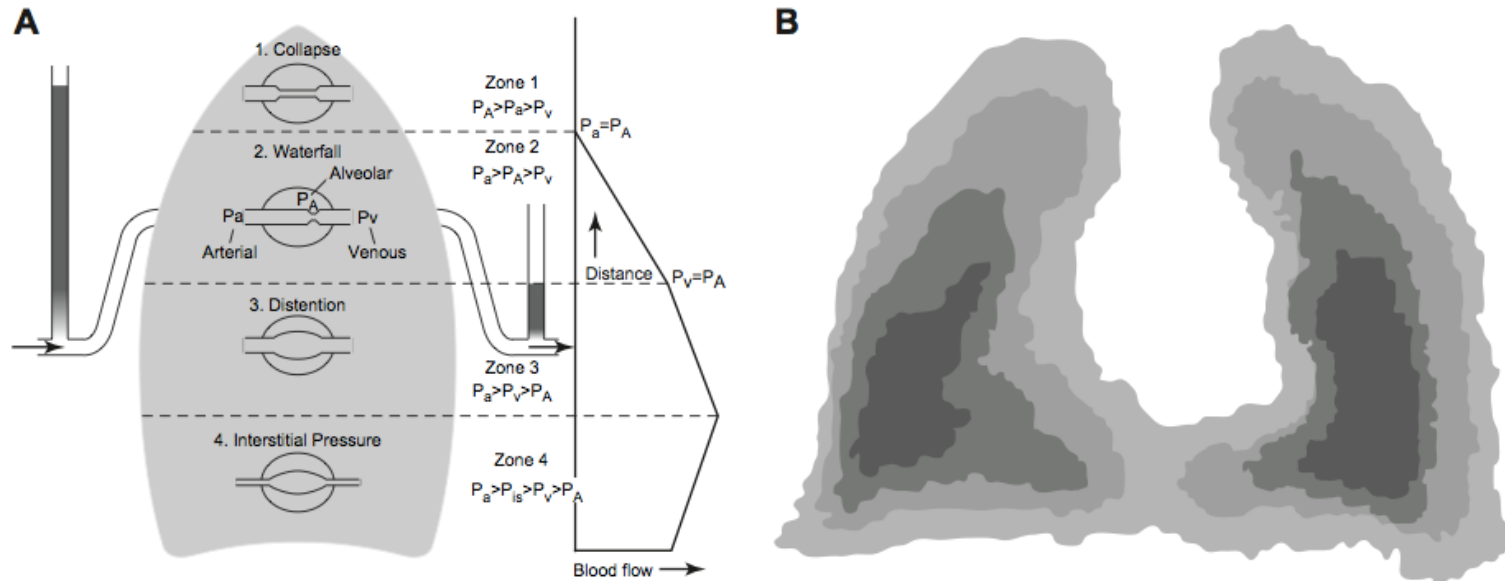 A
1. Collapse
Zone 1
P_A>P_a>P_v
P_a=P_A
2. Waterfall
Zone 2
P_a>P_A>P_v
Alveolar
P_A
Pa
Pv
Arterial
Venous
Distance
P_v=P_A
3. Distention
Zone 3
P_a>P_v>P_A
4. Interstitial Pressure
Zone 4
P_a>P_is>P_v>P_A
Blood flow
B